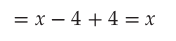 = x − 4 + 4 = x